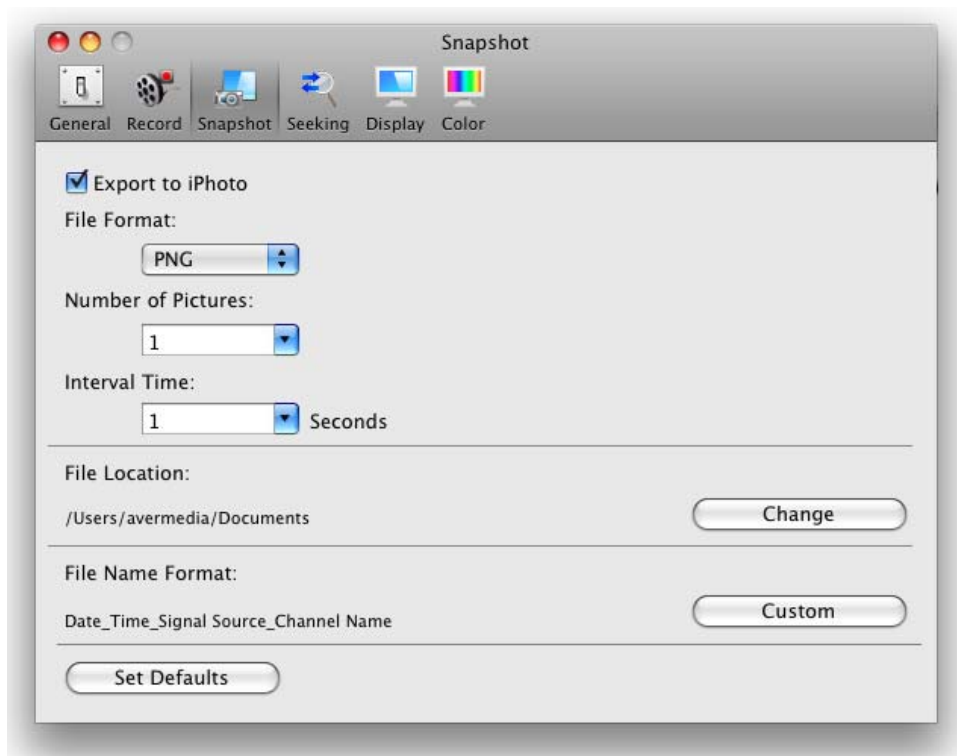 Snapshot
General Record Snapshot Seeking Display Color
Export to iPhoto
File Format:
PNG
Number of Pictures:
1
Interval Time:
1 Seconds
File Location:
/Users/avermedia/Documents
Change
File Name Format:
Date_Time_Signal Source_Channel Name
Custom
Set Defaults